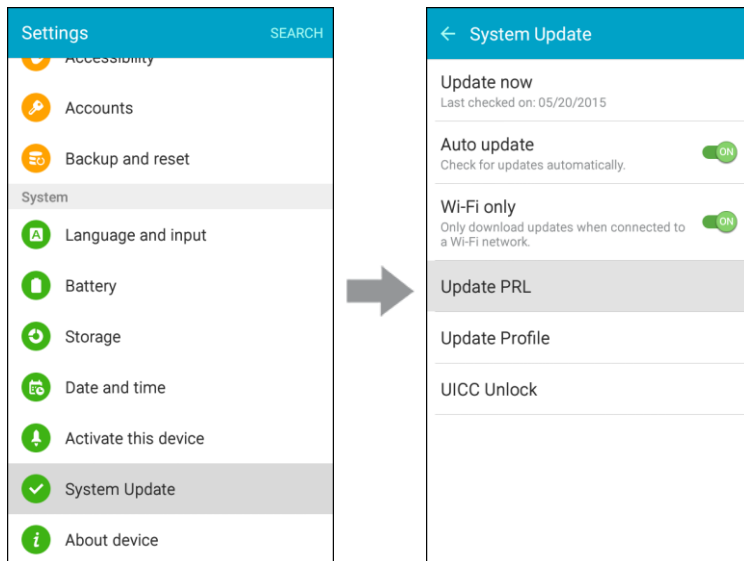 Settings
SEARCH
Accessibility
Accounts
Backup and reset
System
A
Language and input
Battery
Storage
Date and time
Activate this device
System Update
i
About device
System Update
Update now
Last checked on: 05/20/2015
Auto update
Check for updates automatically.
ON
Wi-Fi only
Only download updates when connected to
a Wi-Fi network.
ON
Update PRL
Update Profile
UICC Unlock